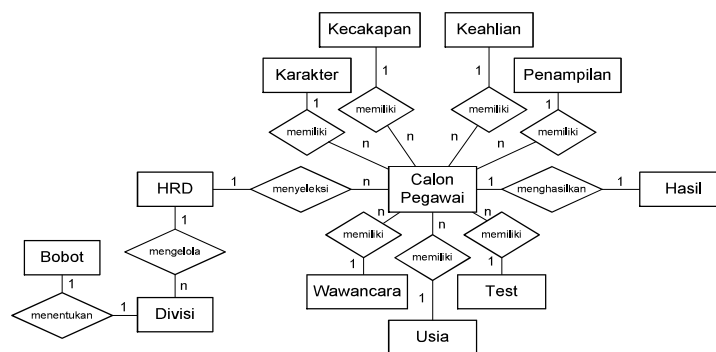 Kecakapan
Keahlian
Karakter
Penampilan
1
1
1
1
memiliki
memiliki
memiliki
memiliki
n
n
n
n
HRD
1
menyeleksi
n
Calon
Pegawai
1
menghasilkan
1
Hasil
1
n
n
n
mengelola
memiliki
memiliki
memiliki
Bobot
1
1
1
1
n
Wawancara
Test
menentukan
1
Divisi
Usia